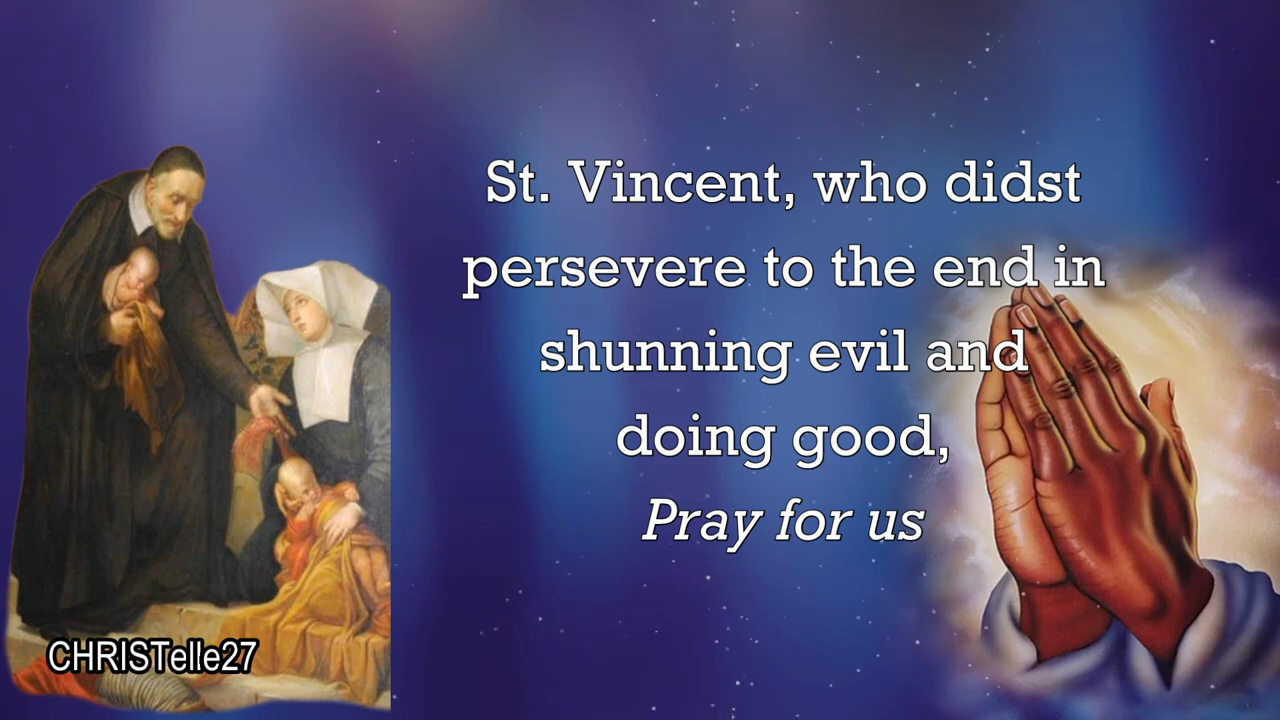 St. Vincent, who didst
persevere to the end in
shunning evil and
doing good,
Pray for us
CHRISTelle27